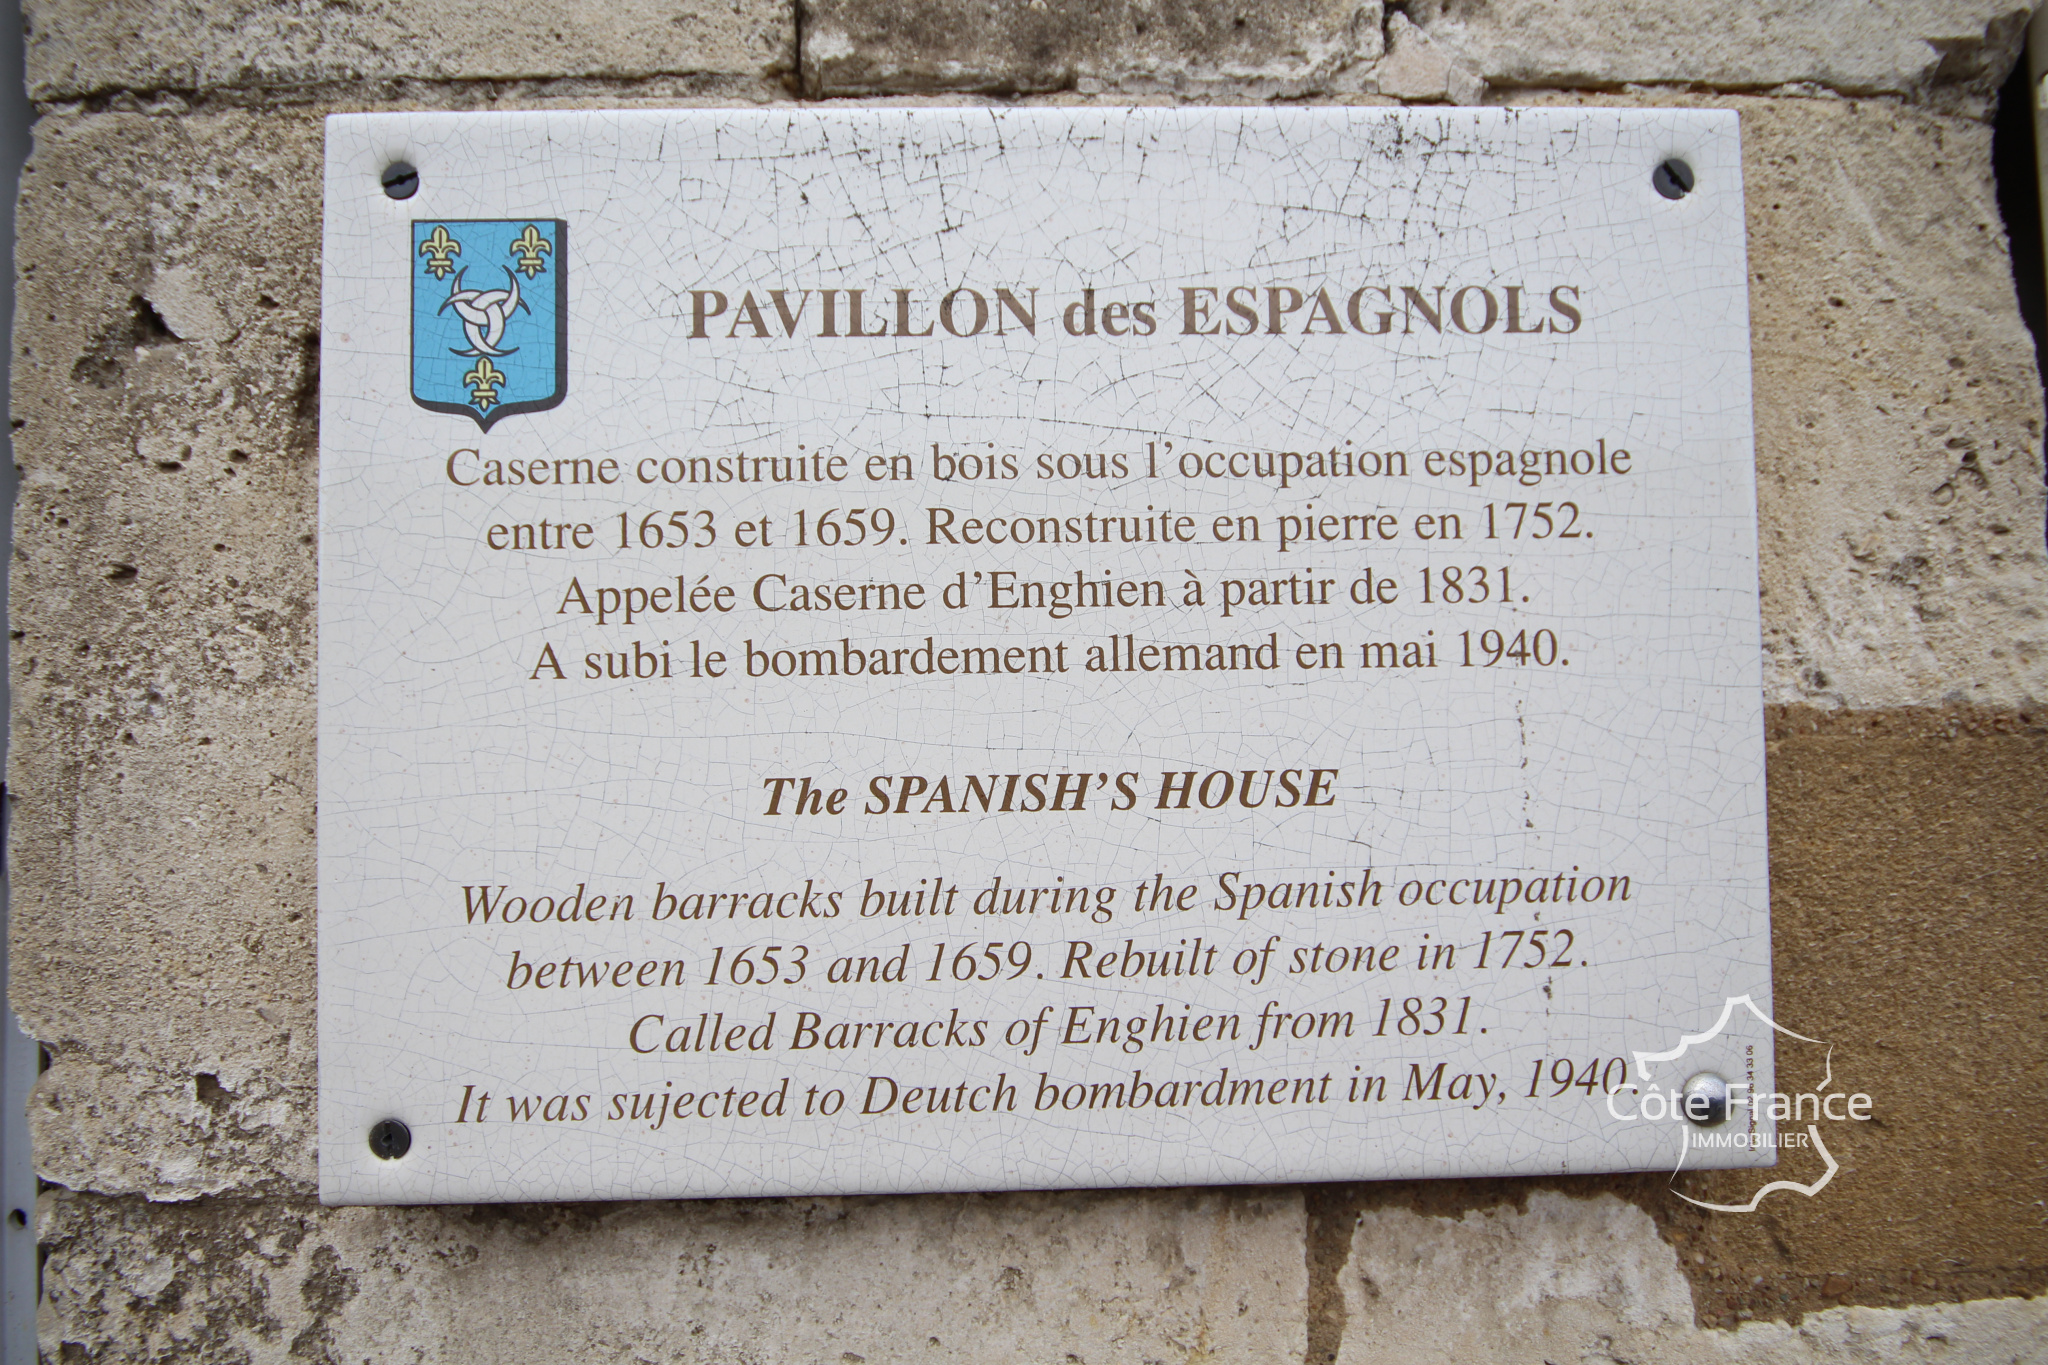 PAVILLON des ESPAGNOLS
Caserne construite en bois sous l'occupation espagnole
entre 1653 et 1659. Reconstruite en pierre en 1752.
Appelée Caserne d'Enghien à partir de 1831.
A subi le bombardement allemand en mai 1940.
The SPANISH'S HOUSE
Wooden barracks built during the Spanish occupation
between 1653 and 1659. Rebuilt of stone in 1752.
Called Barracks of Enghien from 1831.
It was sujected to Deutch bombardment in May, 1940.
Côté France
IMMOBILIER